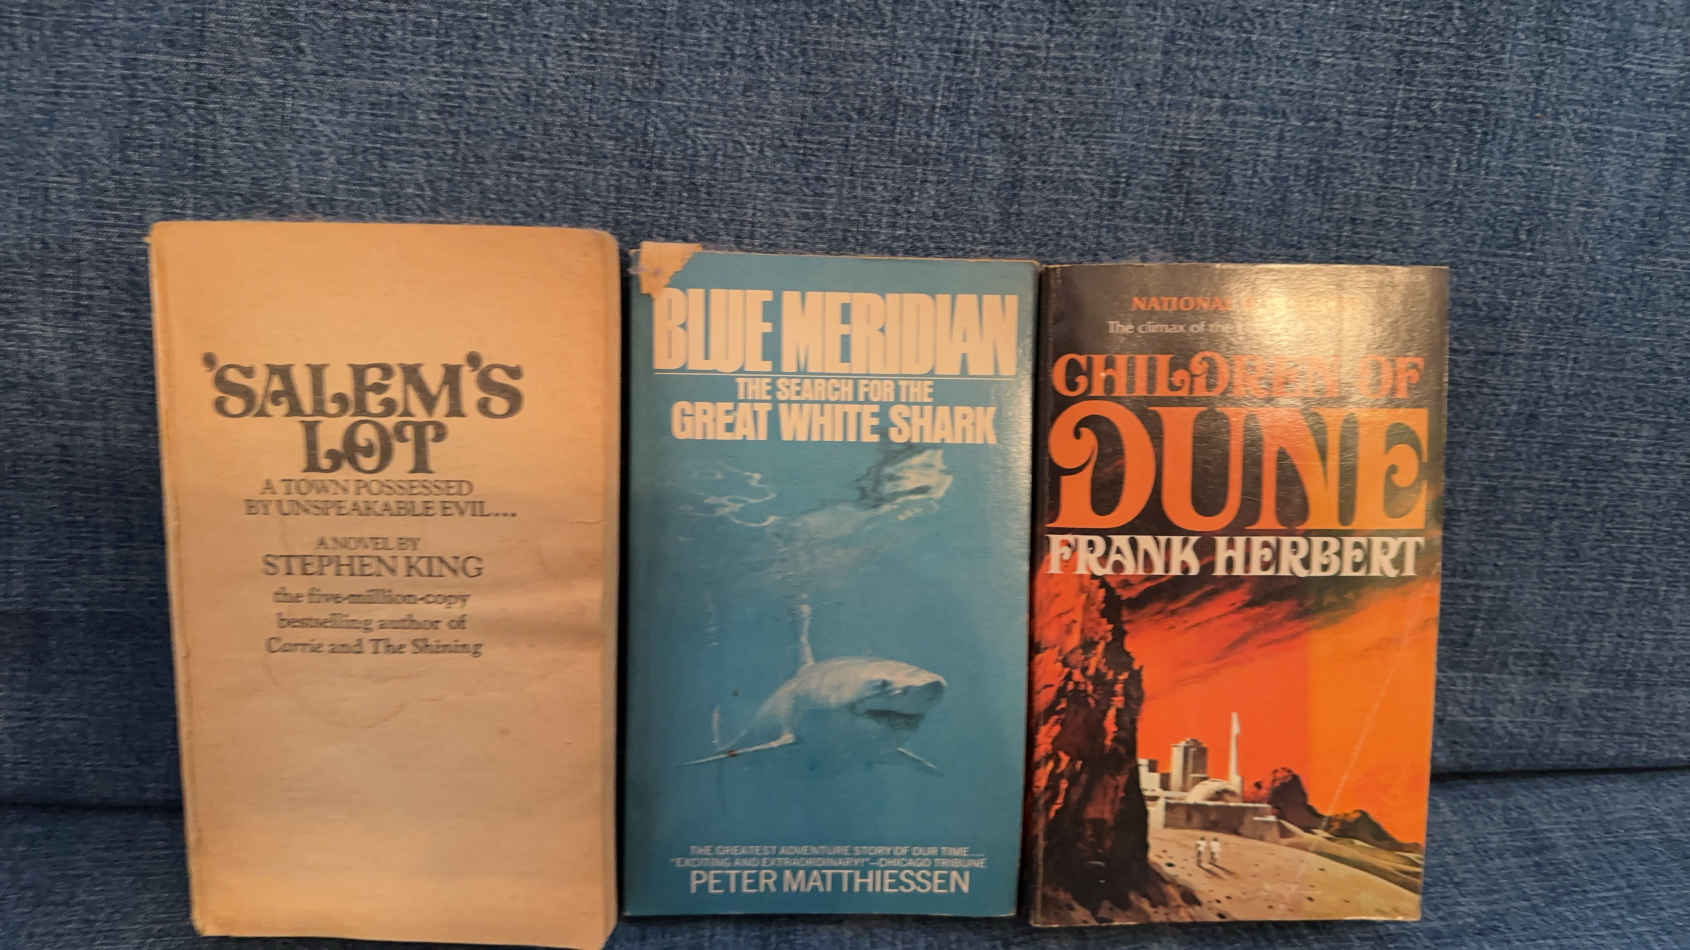 'SALEM'S
LOT
A TOWN POSSESSED
BY UNSPEAKABLE EVIL...
A NOVEL BY
STEPHEN KING
the five-million-copy
bestselling author of
Carrie and The Shining
BLUE MERIDIAN
THE SEARCH FOR THE
GREAT WHITE SHARK
THE GREATEST ADVENTURE STORY OF OUR TIME...
"EXCITING AND EXTRAORDINARY!"—CHICAGO TRIBUNE
PETER MATTHIESSEN
NATIONAL
The climax of the
CHILDREN OF
DUNE
FRANK HERBERT